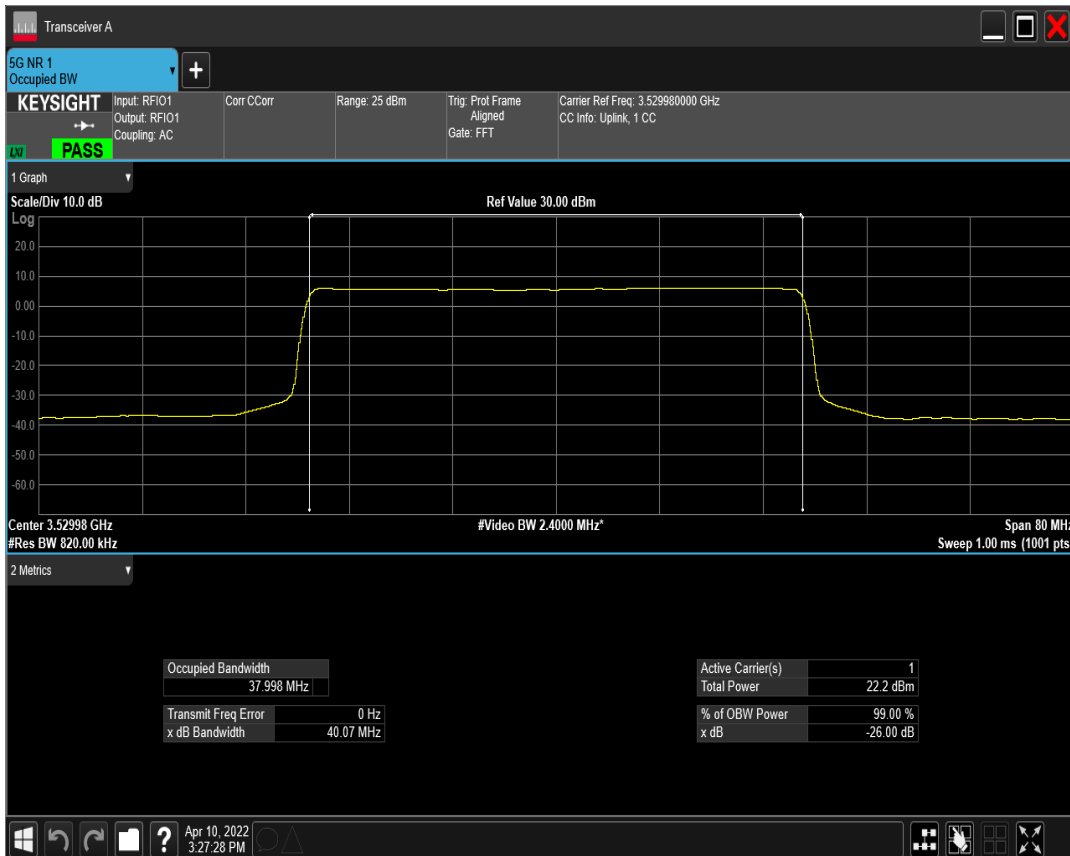 Transceiver A
5G NR 1
Occupied BW
+
KEYSIGHT
LXI
PASS
Input: RFIO1
Output: RFIO1
Coupling: AC
Corr CCorr
Range: 25 dBm
Trig: Prot Frame
Aligned
Gate: FFT
Carrier Ref Freq: 3.529980000 GHz
CC Info: Uplink, 1 CC
1 Graph
Scale/Div 10.0 dB
Ref Value 30.00 dBm
Log
20.0
10.0
0.00
-10.0
-20.0
-30.0
-40.0
-50.0
-60.0
Center 3.52998 GHz
#Video BW 2.4000 MHz*
Span 80 MHz
#Res BW 820.00 kHz
Sweep 1.00 ms (1001 pts
2 Metrics
Occupied Bandwidth
37.998 MHz
Transmit Freq Error 0 Hz
x dB Bandwidth 40.07 MHz
Active Carrier(s) 1
Total Power 22.2 dBm
% of OBW Power 99.00 %
x dB -26.00 dB
?
Apr 10, 2022
3:27:28 PM